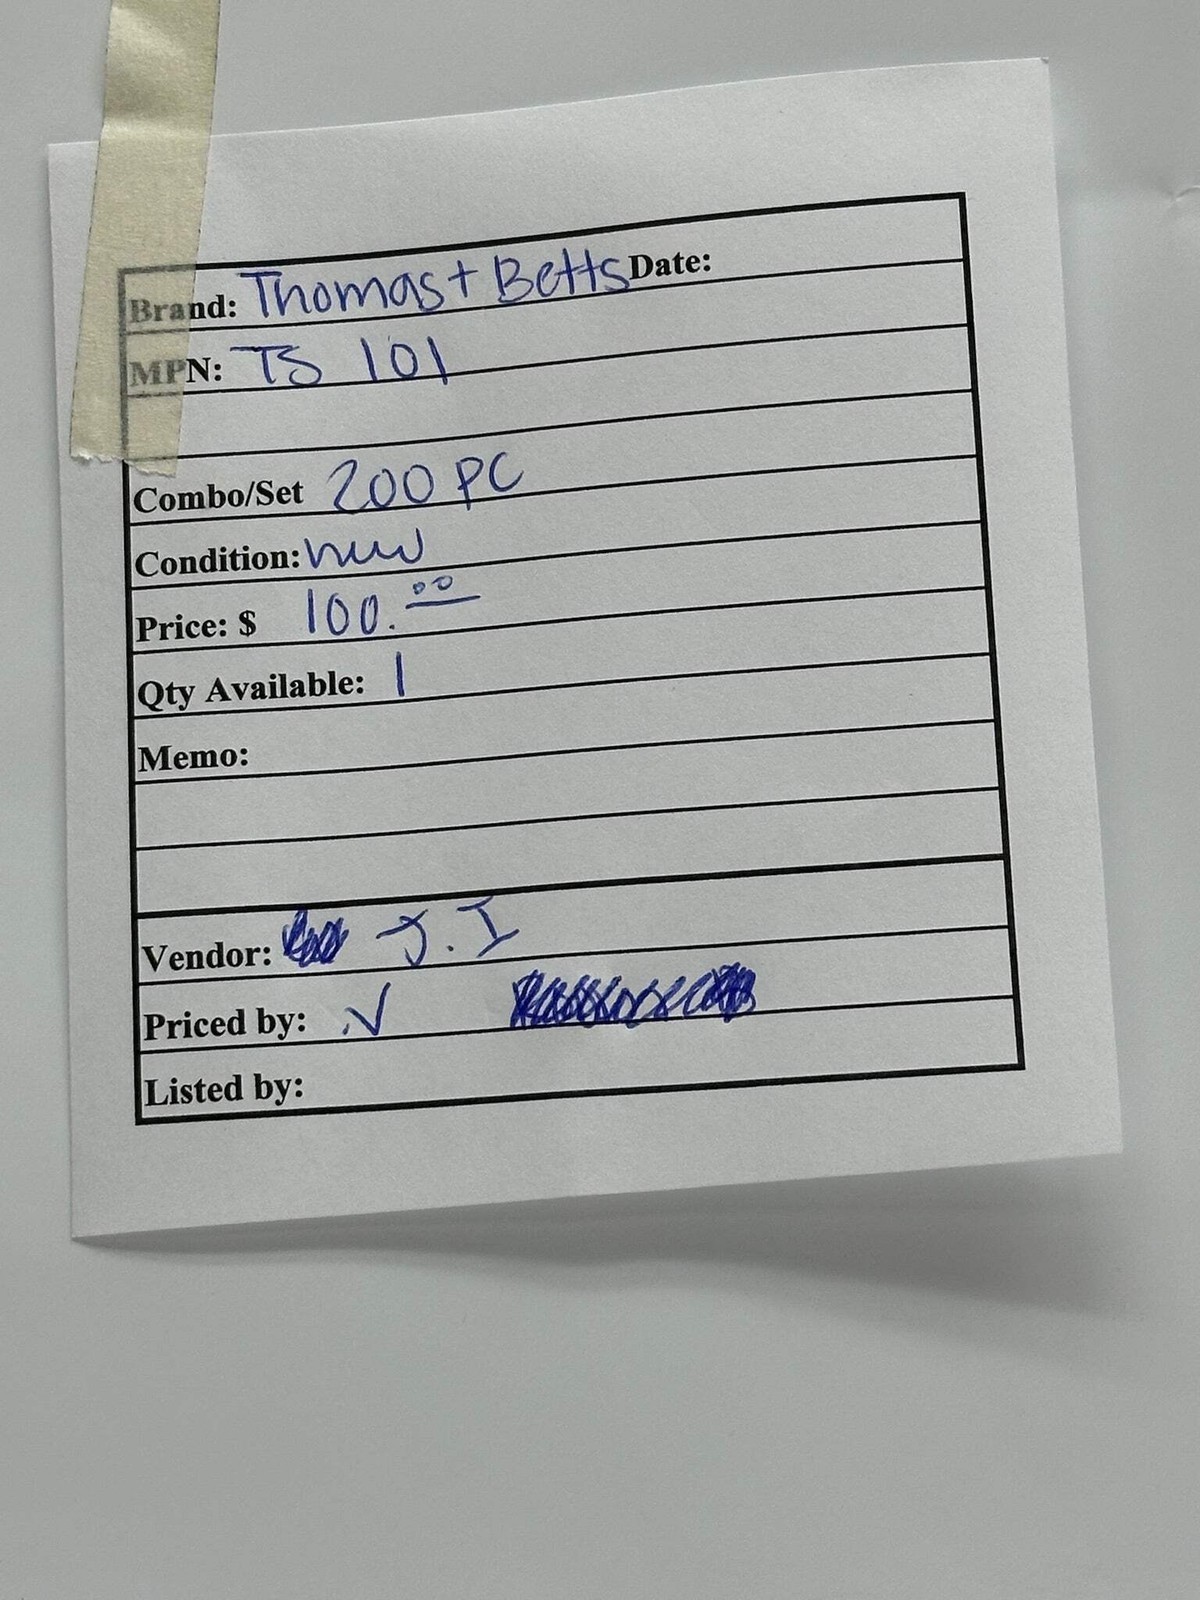 Brand: Thomas + Betts Date:
MPN: TS 101
Combo/Set 200 PC
Condition: new
Price: $ 100.00
Qty Available: 1
Memo:
Vendor: J.I
Priced by: N
Listed by: